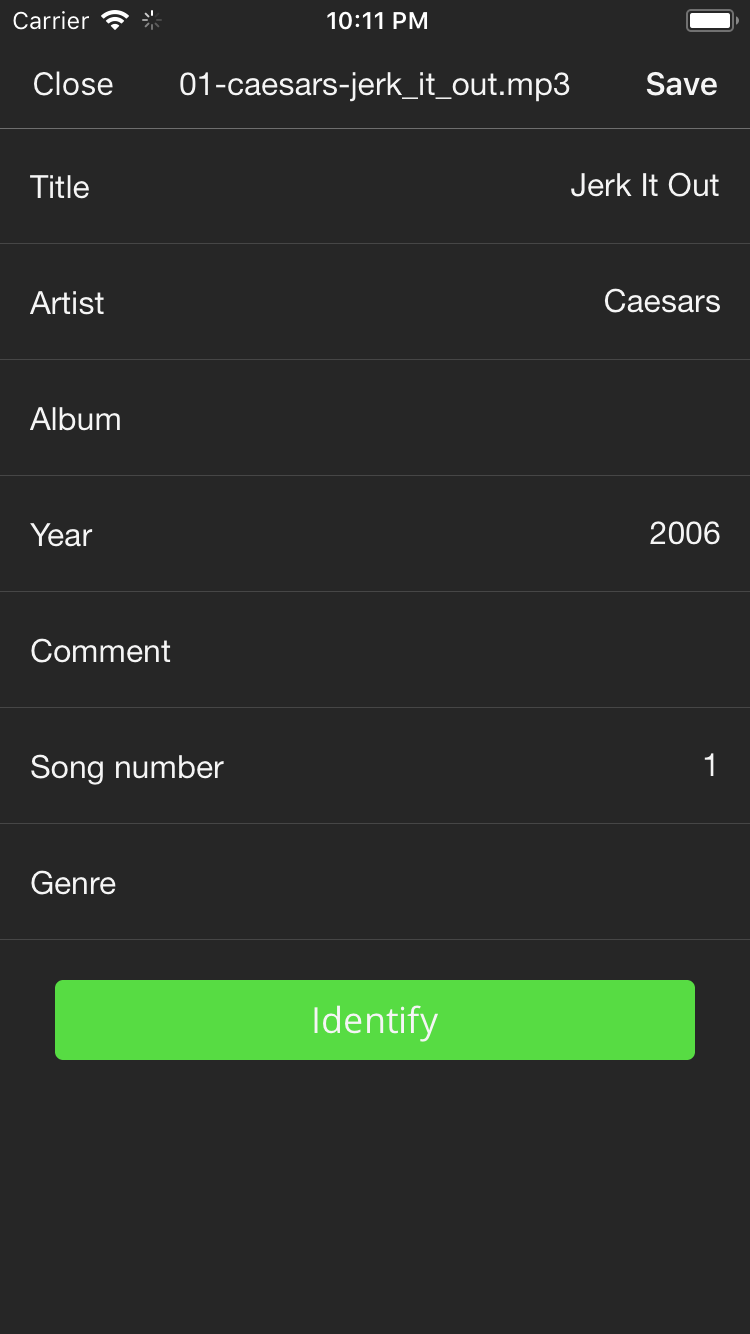 Carrier 10:11 PM
Close 01-caesars-jerk_it_out.mp3 Save
Title Jerk It Out
Artist Caesars
Album
Year 2006
Comment
Song number 1
Genre
Identify